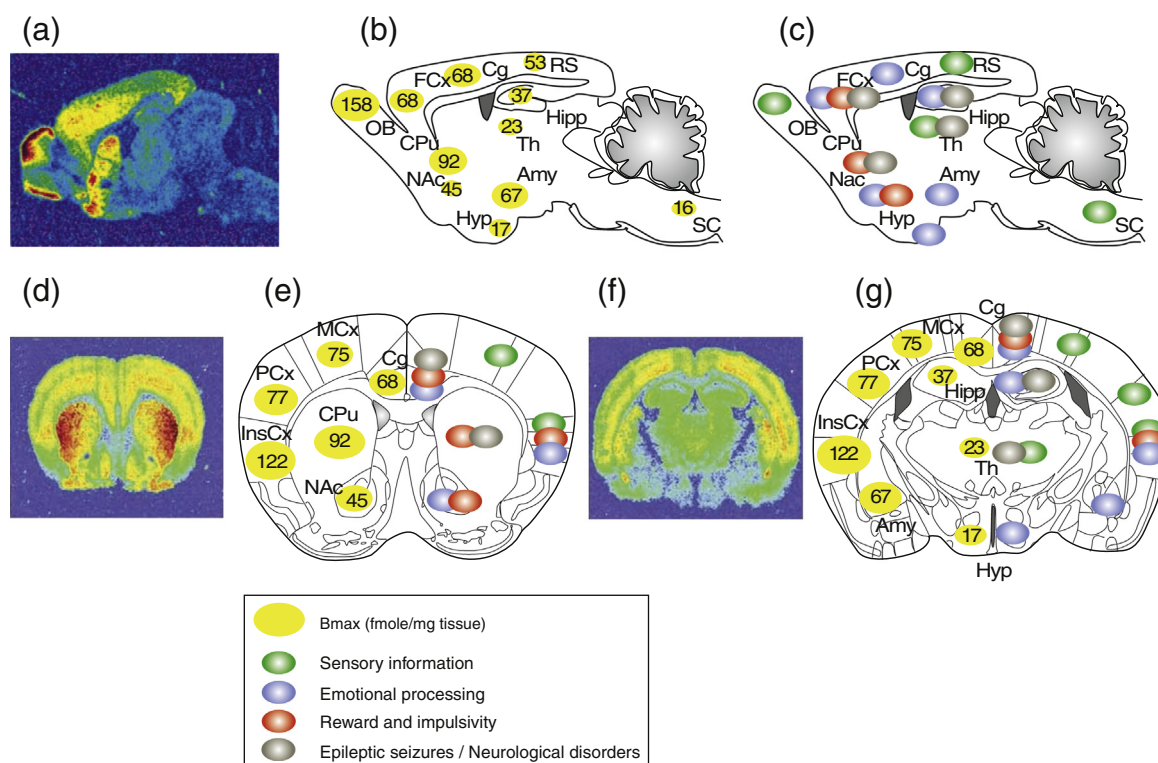 (a)
(b)
53
RS
Cg
FCx 68
68
37
158
Hipp
OB
23
CPu
Th
92
NAc 45
Amy
67
Hyp 17
16
SC
(c)
RS
Cg
FCx
Hipp
OB
CPu
Th
Nac
Amy
Hyp
SC
(d)
(e)
MCx
75
Cg
68
PCx
77
CPu
92
InsCx
122
NAc
45
(f)
(g)
Cg
MCx
75
68
PCx
77
37
Hipp
InsCx
122
23
Th
67
Amy
17
Hyp
Bmax (fmole/mg tissue)
Sensory information
Emotional processing
Reward and impulsivity
Epileptic seizures / Neurological disorders